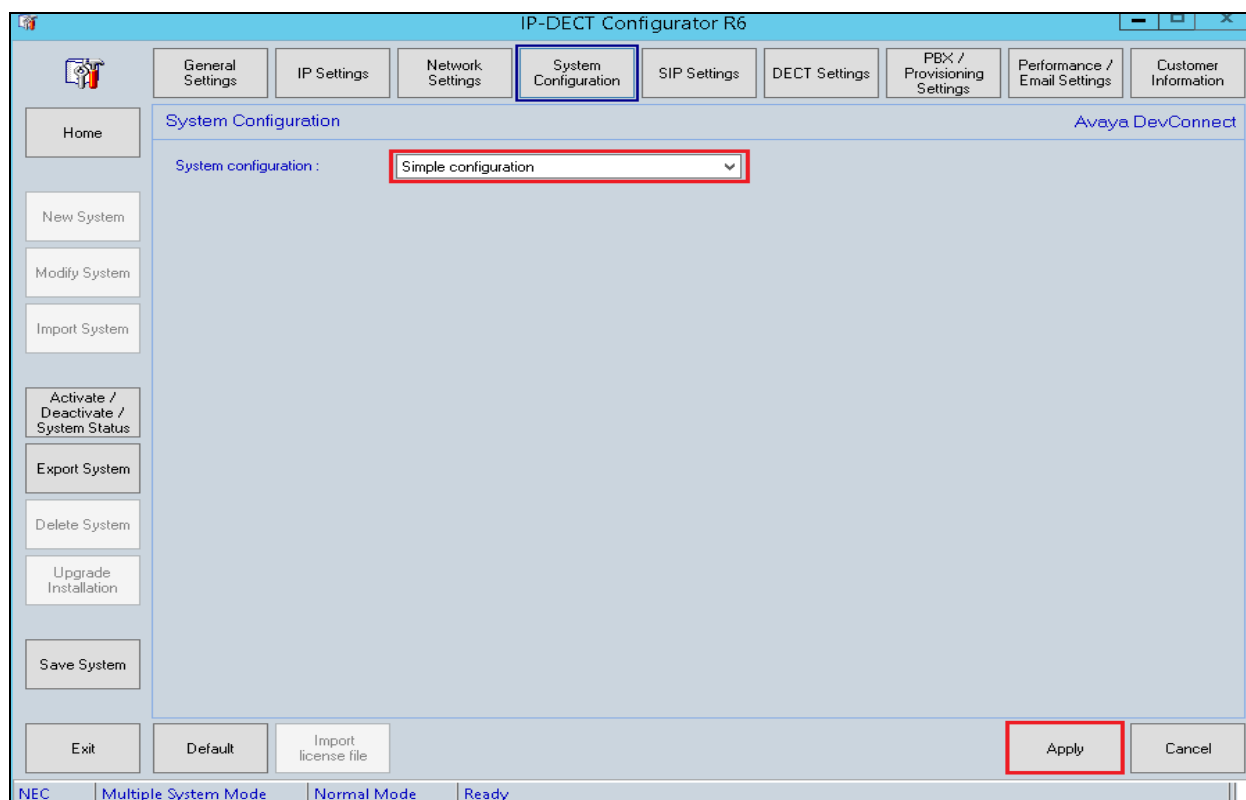 IP-DECT Configurator R6
General
Settings
IP Settings
Network
Settings
System
Configuration
SIP Settings
DECT Settings
PBX /
Provisioning
Settings
Performance /
Email Settings
Customer
Information
Home
System Configuration
Avaya DevConnect
System configuration :
Simple configuration
New System
Modify System
Import System
Activate /
Deactivate /
System Status
Export System
Delete System
Upgrade
Installation
Save System
Exit
Default
Import
license file
Apply
Cancel
NEC
Multiple System Mode
Normal Mode
Ready